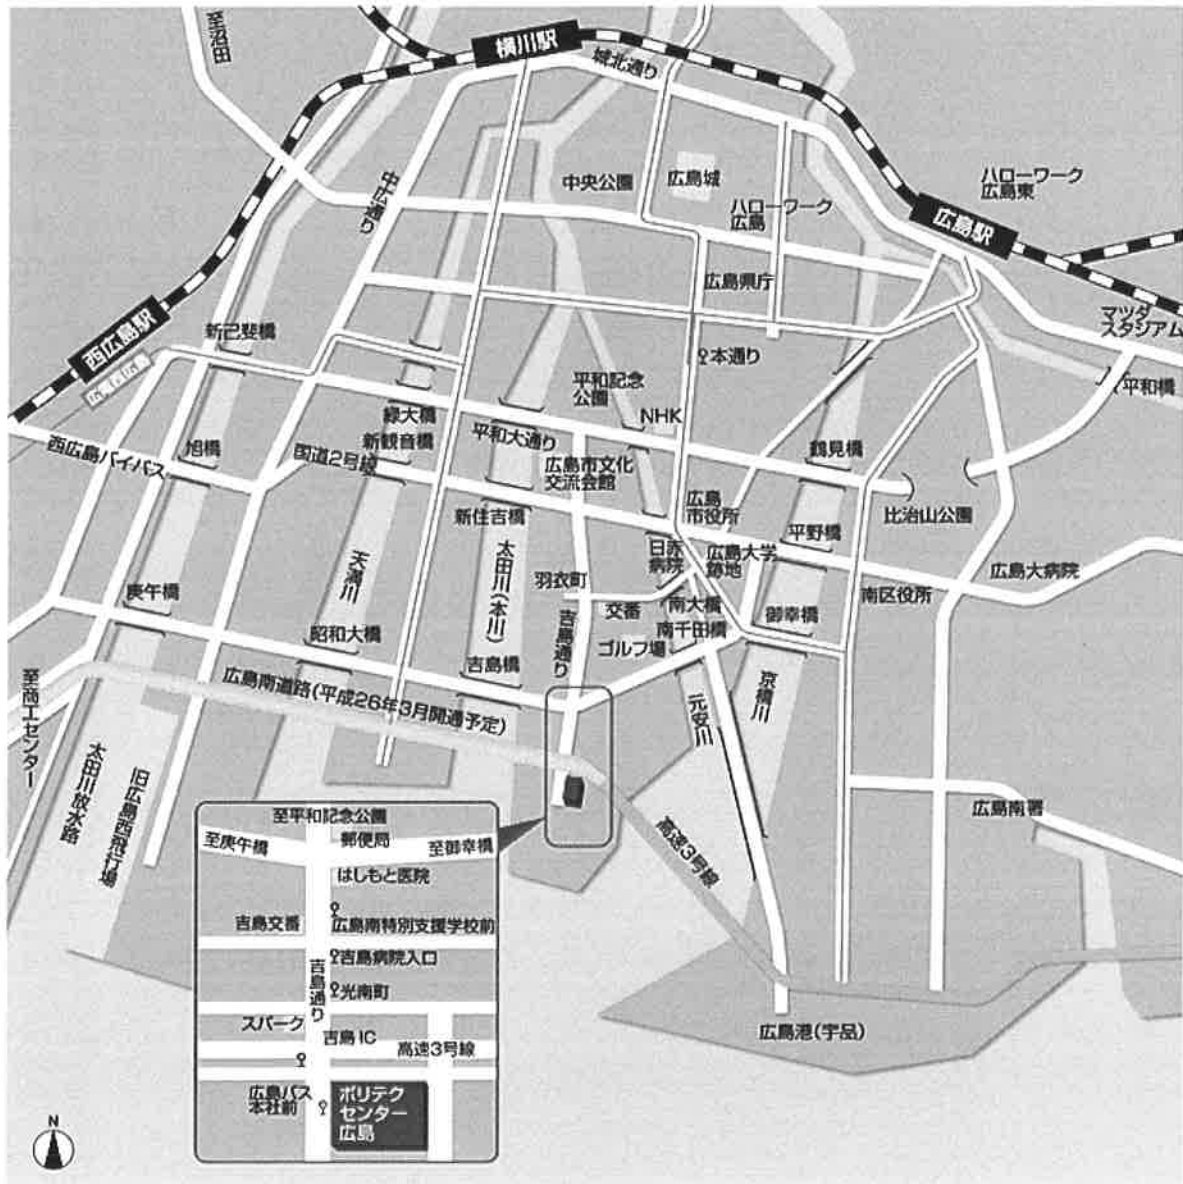 至沼田
横川駅
城北通り
ハローワーク
広島東
中央公園
広島城
中広通り
ハローワーク
広島
広島駅
広島県庁
マツダ
スタジアム
西広島駅
新己斐橋
本通り
平和橋
平和記念
公園
NHK
緑大橋
平和大通り
新観音橋
鶴見橋
旭橋
西広島バイパス
国道2号線
広島市文化
交流会館
広島
市役所
比治山公園
新住吉橋
平野橋
日赤
病院
広島大学
跡地
広島大病院
天満川
太田川(本川)
羽衣町
南区役所
庚午橋
交番
南大橋
御幸橋
昭和大橋
南千田橋
ゴルフ場
吉島通り
吉島橋
至商工センター
広島南道路(平成26年3月開通予定)
元安川
京橋川
太田川放水路
旧広島西飛行場
広島南署
高速3号線
広島港(宇品)
至平和記念公園
至庚午橋
郵便局
至御幸橋
はしもと医院
吉島交番
広島南特別支援学校前
吉島病院入口
吉島通り
光南町
スパーク
吉島IC
高速3号線
広島バス
本社前
ポリテク
センター
広島
N